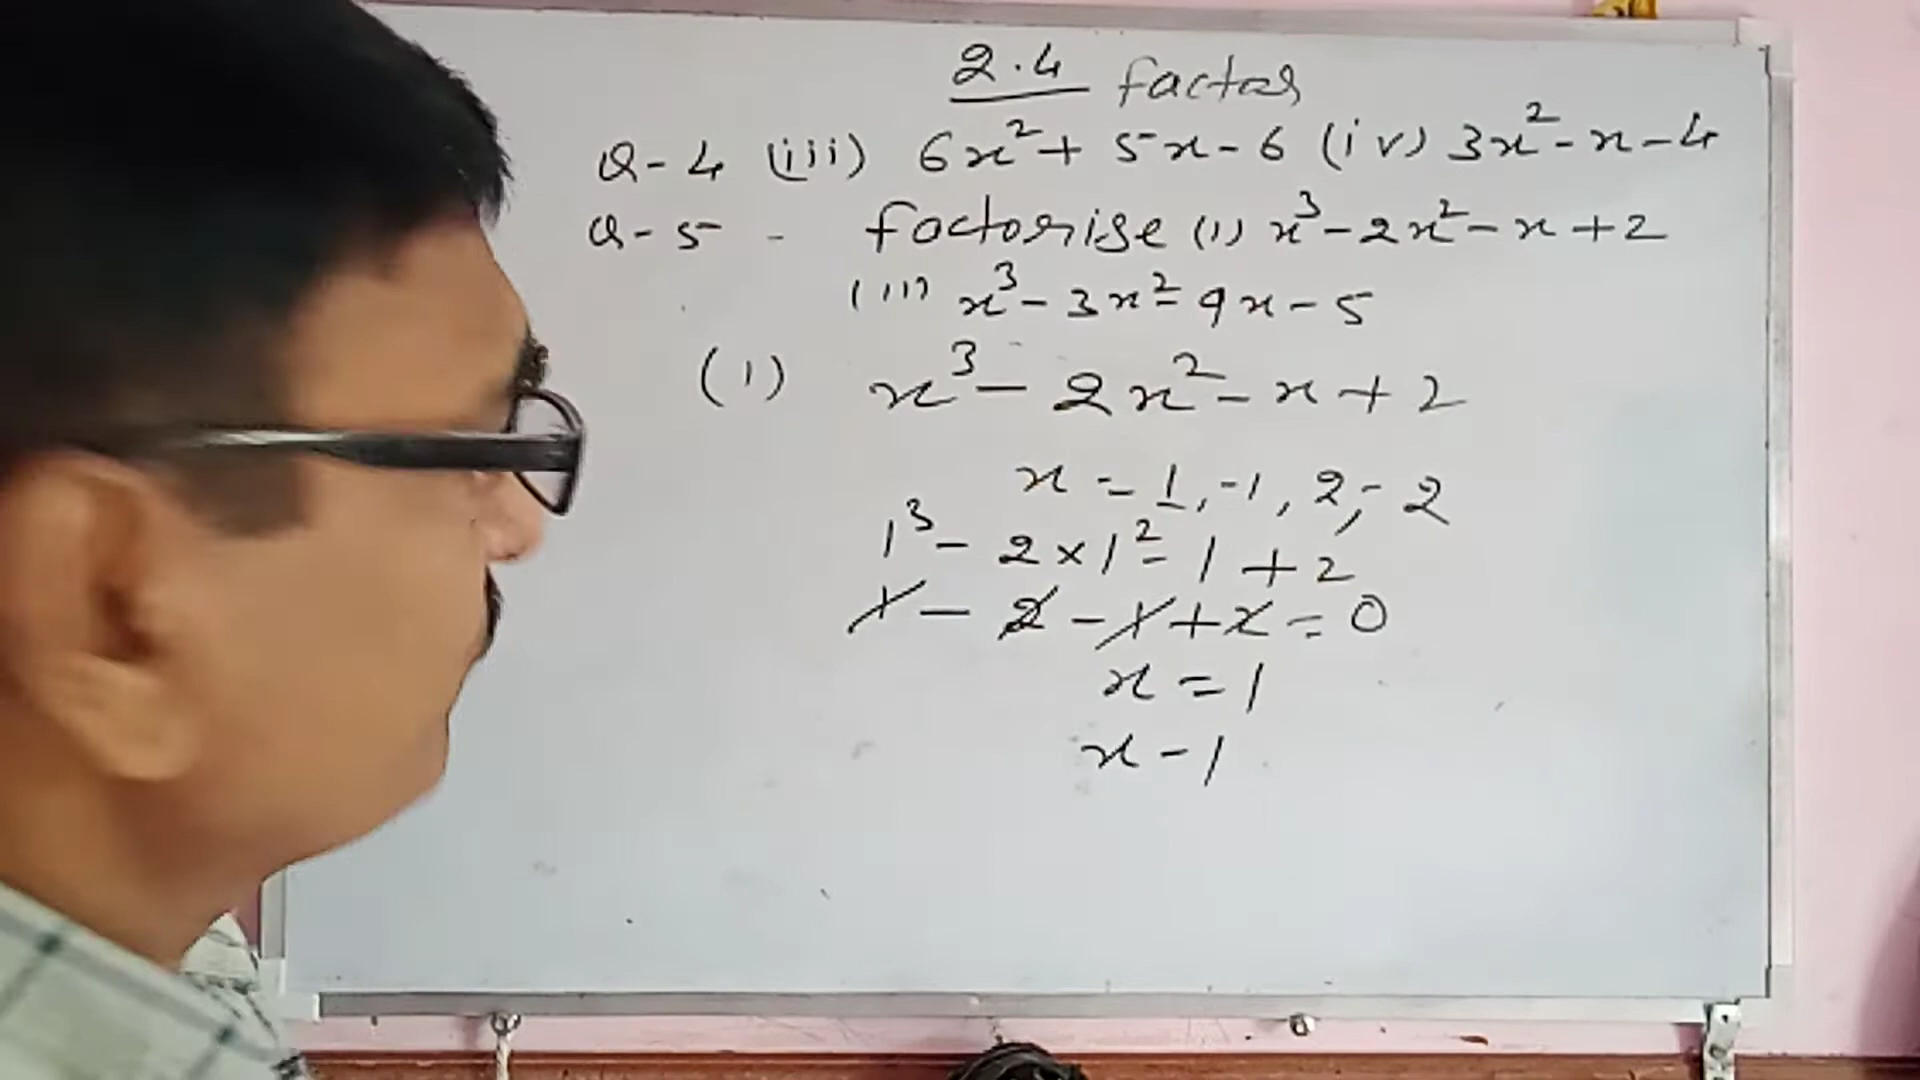 2.4 factor
Q-4 (iii) 6x²+ 5x-6 (iv) 3x²-x-4
Q-5 - factorise (i) x³-2x²-x+2
(ii) x³-3x²-9x-5
(1) x³- 2x²-x+2
x = 1,-1, 2,-2
1³- 2×1²-1+2
1-2-1+2=0
x=1
x-1